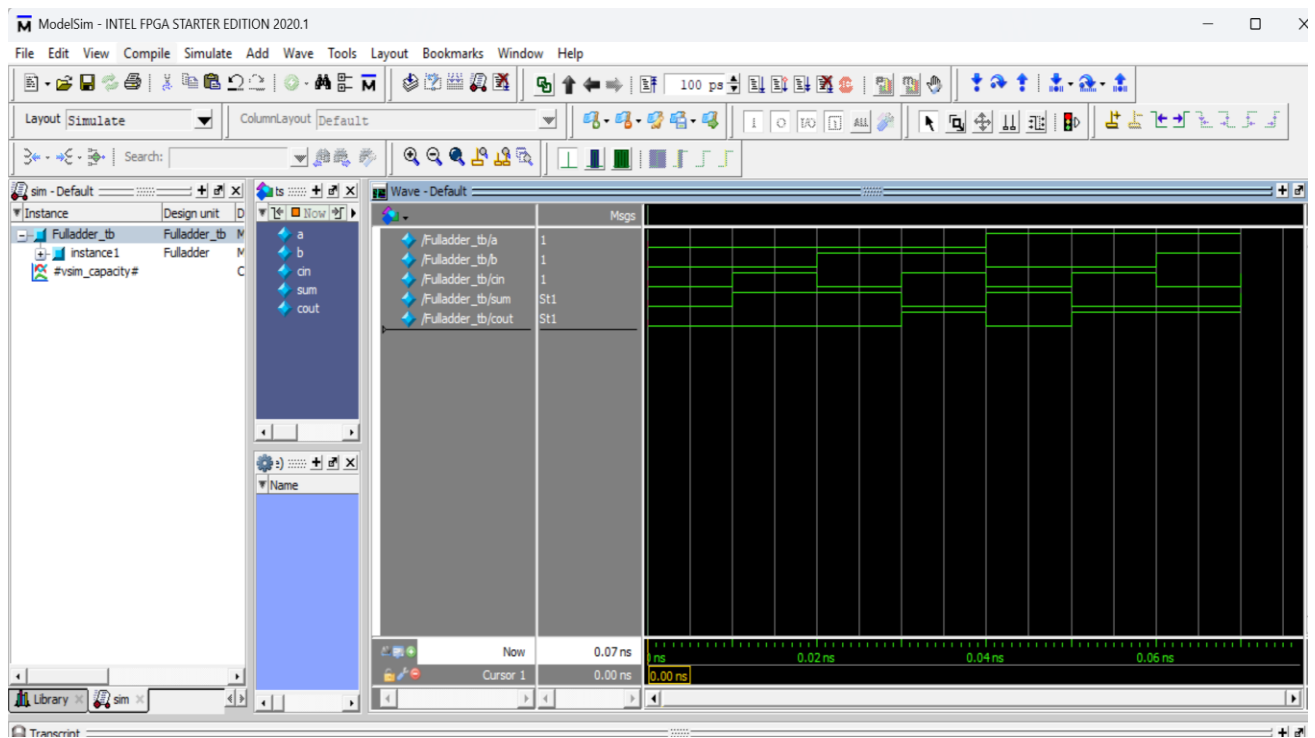 ModelSim - INTEL FPGA STARTER EDITION 2020.1
File Edit View Compile Simulate Add Wave Tools Layout Bookmarks Window Help
100 ps
Layout Simulate
ColumnLayout Default
ALL
Search:
sim - Default
Wave - Default
Instance Design unit
Now
Msgs
Fulladder_tb Fulladder_tb M
instance1 Fulladder M
#vsim_capacity# C
a
b
cin
sum
cout
/Fulladder_tb/a 1
/Fulladder_tb/b 1
/Fulladder_tb/cin 1
/Fulladder_tb/sum St1
/Fulladder_tb/cout St1
Name
Now 0.07 ns
ns 0.02 ns 0.04 ns 0.06 ns
Cursor 1 0.00 ns 0.00 ns
Library sim
Transcript